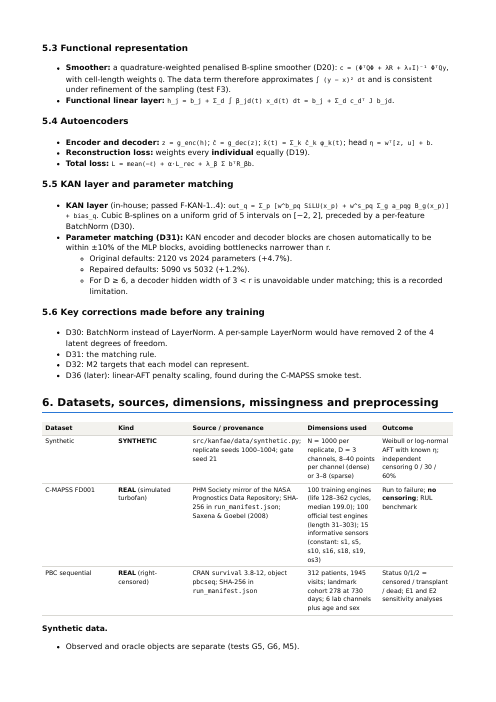 5.3 Functional representation
• Smoother: a quadrature-weighted penalised B-spline smoother (D20): c = (ΦᵀQΦ + λR + λ₀I)⁻¹ ΦᵀQy,
with cell-length weights Q. The data term therefore approximates ∫ (y − x)² dt and is consistent
under refinement of the sampling (test F3).
• Functional linear layer: h_j = b_j + Σ_d ∫ β_jd(t) x_d(t) dt = b_j + Σ_d c_dᵀ J b_jd.
5.4 Autoencoders
• Encoder and decoder: z = g_enc(h); ĉ = g_dec(z); x̂(t) = Σ_k ĉ_k φ_k(t); head η = wᵀ[z, u] + b.
• Reconstruction loss: weights every individual equally (D19).
• Total loss: L = mean(−ℓ) + α·L_rec + λ_β Σ bᵀR_βb.
5.5 KAN layer and parameter matching
• KAN layer (in-house; passed F-KAN-1..4): out_q = Σ_p [w^b_pq SiLU(x_p) + w^s_pq Σ_g a_pqg B_g(x_p)]
+ bias_q. Cubic B-splines on a uniform grid of 5 intervals on [−2, 2], preceded by a per-feature
BatchNorm (D30).
• Parameter matching (D31): KAN encoder and decoder blocks are chosen automatically to be
within ±10% of the MLP blocks, avoiding bottlenecks narrower than r.
○ Original defaults: 2120 vs 2024 parameters (+4.7%).
○ Repaired defaults: 5090 vs 5032 (+1.2%).
○ For D ≥ 6, a decoder hidden width of 3 < r is unavoidable under matching; this is a recorded
limitation.
5.6 Key corrections made before any training
• D30: BatchNorm instead of LayerNorm. A per-sample LayerNorm would have removed 2 of the 4
latent degrees of freedom.
• D31: the matching rule.
• D32: M2 targets that each model can represent.
• D36 (later): linear-AFT penalty scaling, found during the C-MAPSS smoke test.
6. Datasets, sources, dimensions, missingness and preprocessing
Dataset Kind Source / provenance Dimensions used Outcome
Synthetic SYNTHETIC src/kanfae/data/synthetic.py; N = 1000 per Weibull or log-normal
replicate seeds 1000–1004; gate replicate, D = 3 AFT with known η;
seed 21 channels, 8–40 points independent
per channel (dense) censoring 0 / 30 /
or 3–8 (sparse) 60%
C-MAPSS FD001 REAL (simulated PHM Society mirror of the NASA 100 training engines Run to failure; no
turbofan) Prognostics Data Repository; SHA- (life 128–362 cycles, censoring; RUL
256 in run_manifest.json; median 199.0); 100 benchmark
Saxena & Goebel (2008) official test engines
(length 31–303); 15
informative sensors
(constant: s1, s5,
s10, s16, s18, s19,
os3)
PBC sequential REAL (right- CRAN survival 3.8-12, object 312 patients, 1945 Status 0/1/2 =
censored) pbcseq; SHA-256 in visits; landmark censored / transplant
run_manifest.json cohort 278 at 730 / dead; E1 and E2
days; 6 lab channels sensitivity analyses
plus age and sex
Synthetic data.
• Observed and oracle objects are separate (tests G5, G6, M5).